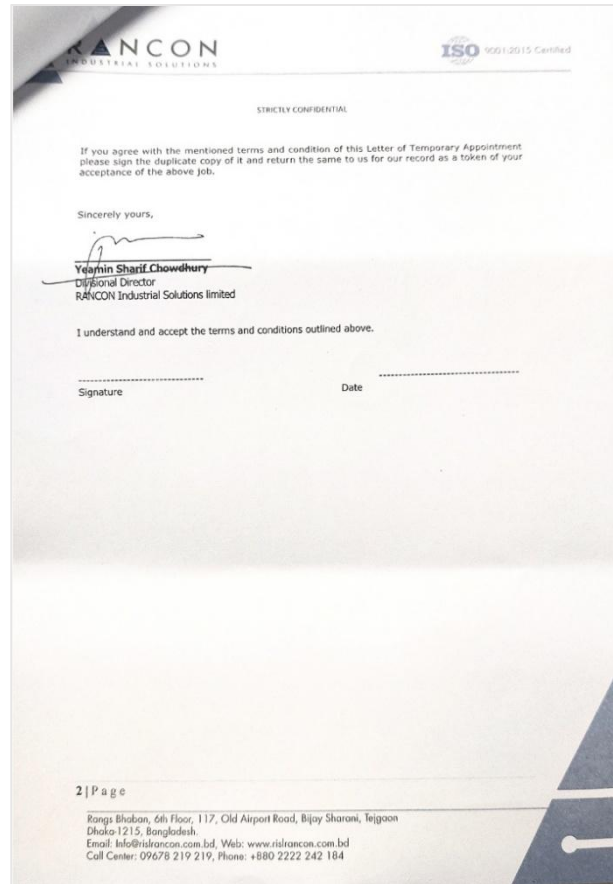 RANCON
INDUSTRIAL SOLUTIONS
ISO 9001:2015 Certified
STRICTLY CONFIDENTIAL
If you agree with the mentioned terms and condition of this Letter of Temporary Appointment
please sign the duplicate copy of it and return the same to us for our record as a token of your
acceptance of the above job.
Sincerely yours,
Yeamin Sharif Chowdhury
Divisional Director
RANCON Industrial Solutions limited
I understand and accept the terms and conditions outlined above.
Signature
Date
2|Page
Rangs Bhaban, 6th Floor, 117, Old Airport Road, Bijoy Sharani, Tejgaon
Dhaka-1215, Bangladesh.
Email: Info@rislrancon.com.bd, Web: www.rislrancon.com.bd
Call Center: 09678 219 219, Phone: +880 2222 242 184